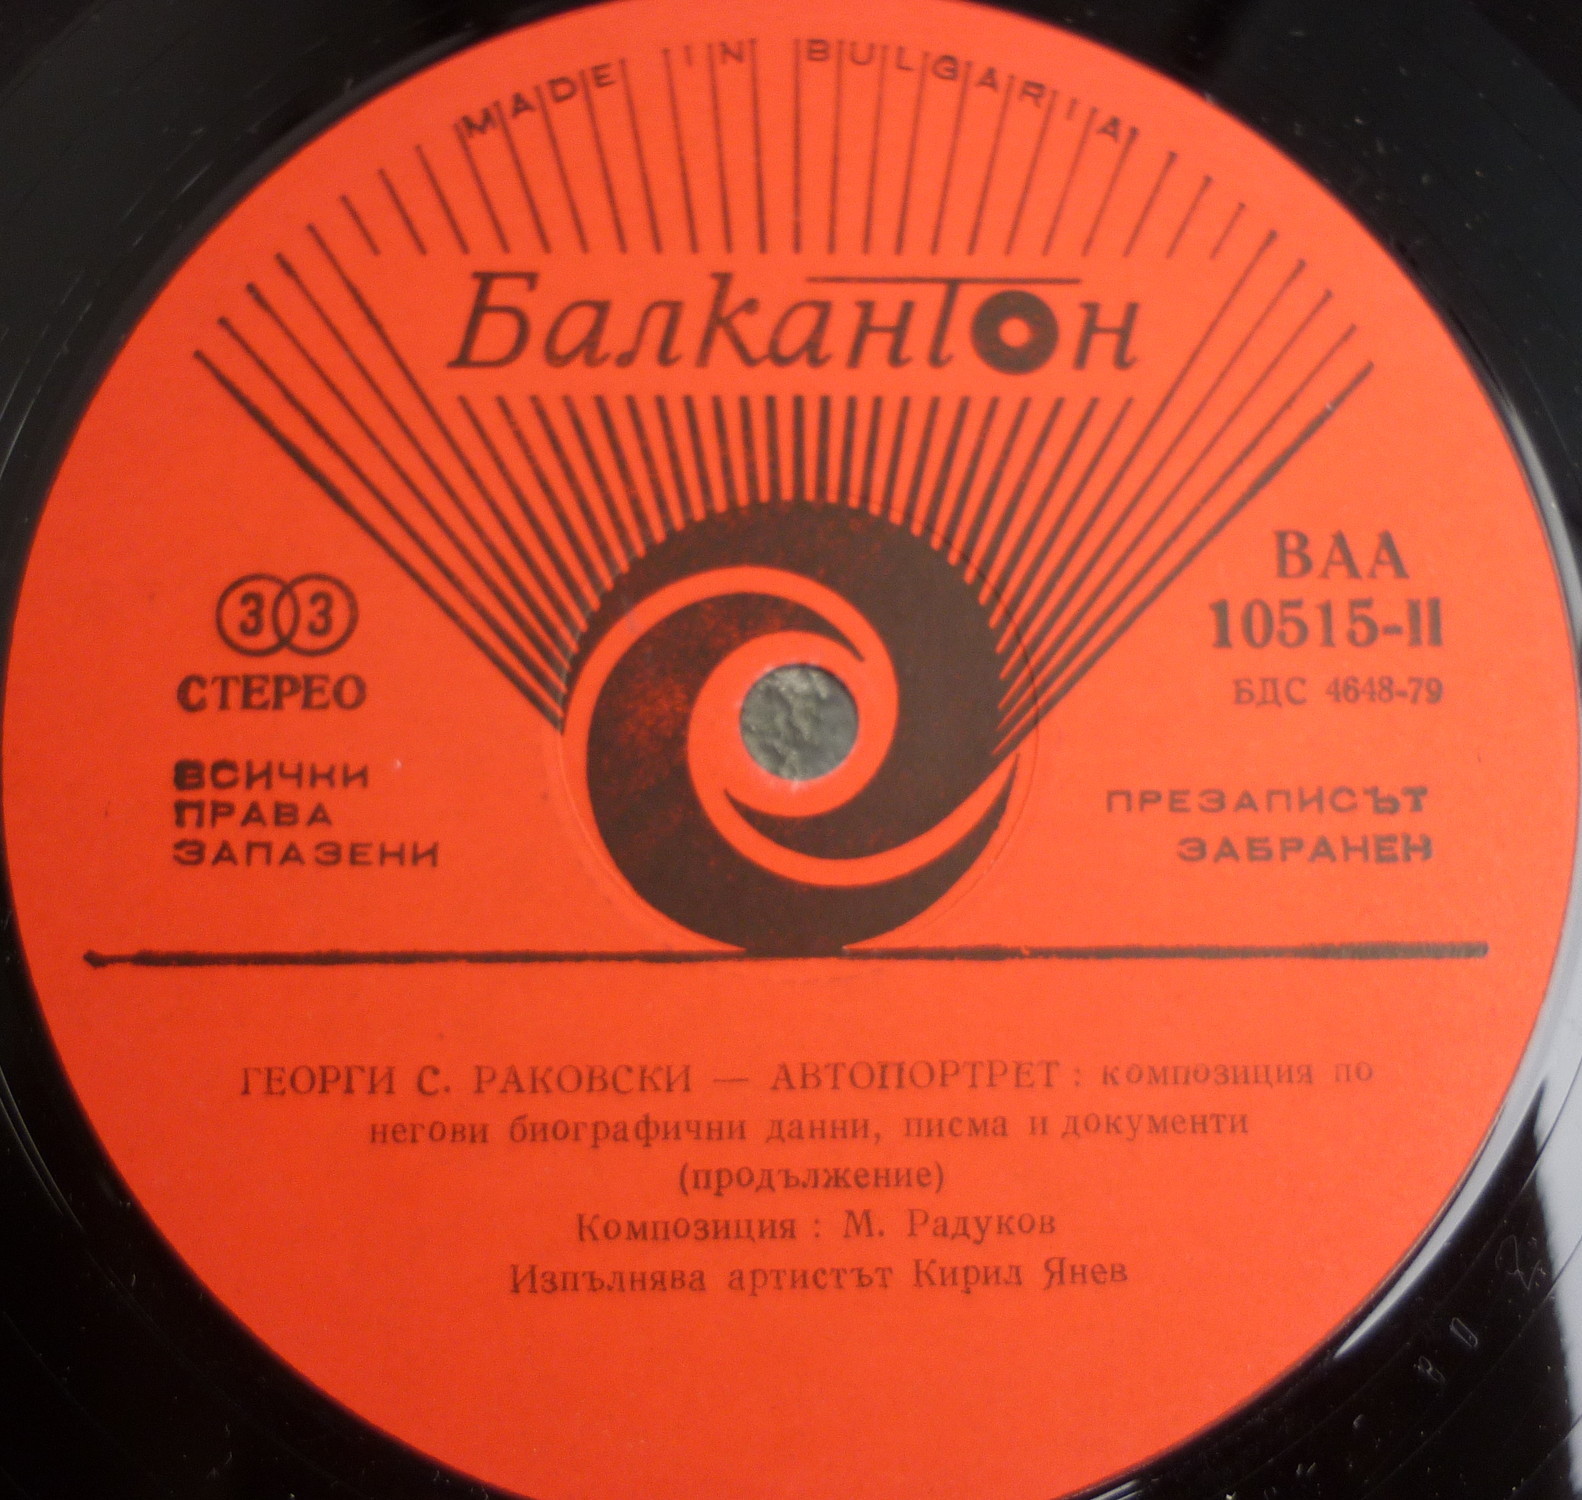 MADE IN BULGARIA
Балкантон
33
СТЕРЕО
ВСИЧКИ
ПРАВА
ЗАПАЗЕНИ
ВАА
10515-II
БДС 4648-79
ПРЕЗАПИСЪТ
ЗАБРАНЕН
ГЕОРГИ С. РАКОВСКИ — АВТОПОРТРЕТ: композиция по
негови биографични данни, писма и документи
(продължение)
Композиция : М. Радуков
Изпълнява артистът Кирил Янев